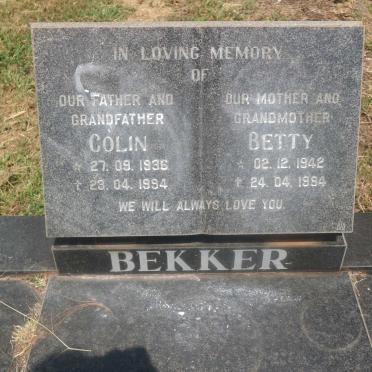 IN LOVING MEMORY
OF
OUR FATHER AND
GRANDFATHER
COLIN
☆ 27. 09. 1936
✝ 23. 04. 1994
OUR MOTHER AND
GRANDMOTHER
BETTY
☆ 02. 12. 1942
✝ 24. 04. 1994
WE WILL ALWAYS LOVE YOU.
BEKKER